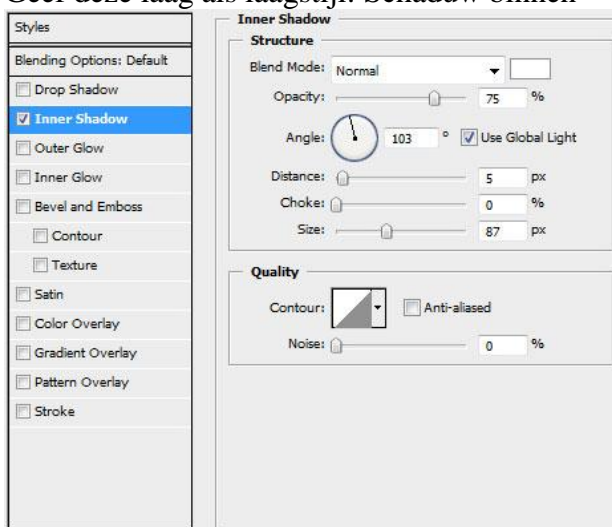 Geef deze laag als laagstijl: Schaduw binnen
Styles
Blending Options: Default
Drop Shadow
Inner Shadow
Outer Glow
Inner Glow
Bevel and Emboss
Contour
Texture
Satin
Color Overlay
Gradient Overlay
Pattern Overlay
Stroke
Inner Shadow
Structure
Blend Mode: Normal
Opacity: 75 %
Angle: 103 ° Use Global Light
Distance: 5 px
Choke: 0 %
Size: 87 px
Quality
Contour: Anti-aliased
Noise: 0 %